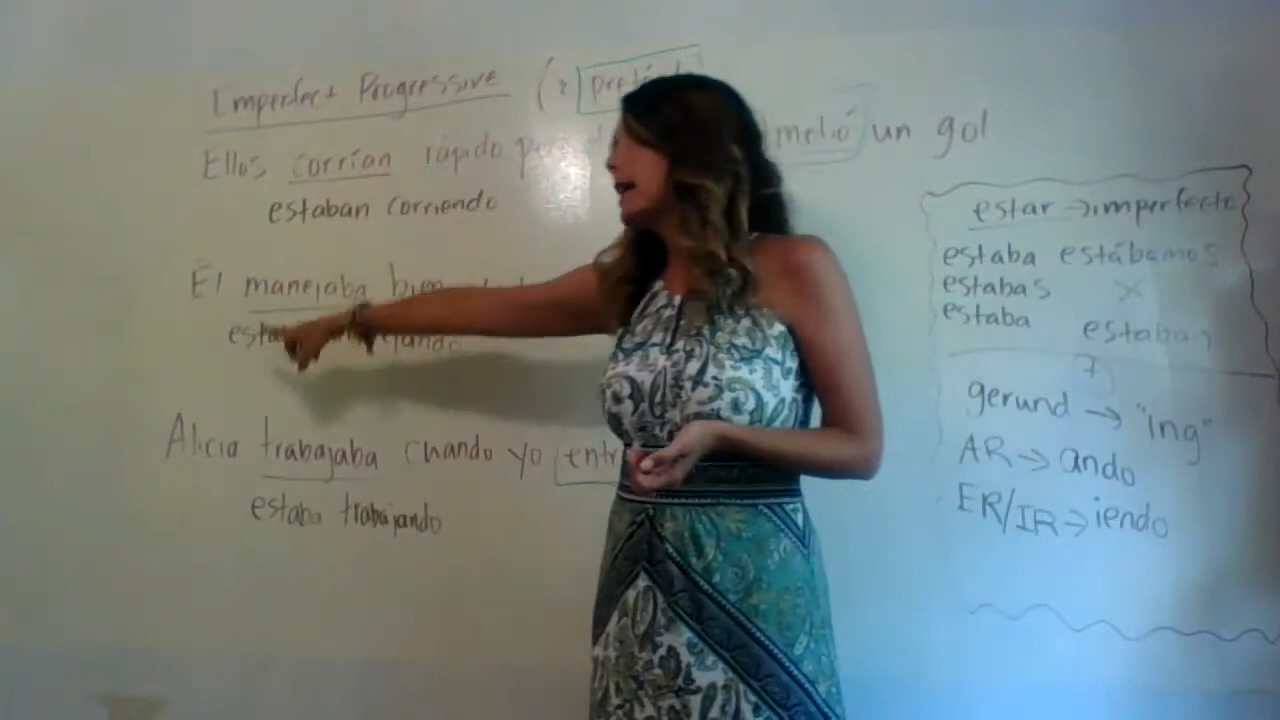 Imperfect Progressive
Ellos corrían rápido metió un gol
estaban corriendo
Él manejaba
Alicia trabajaba cuando yo
estaba trabajando
estar → imperfecto
estaba estábamos
estabas X
estaba estaban
gerund → "ing"
AR → ando
ER/IR → iendo